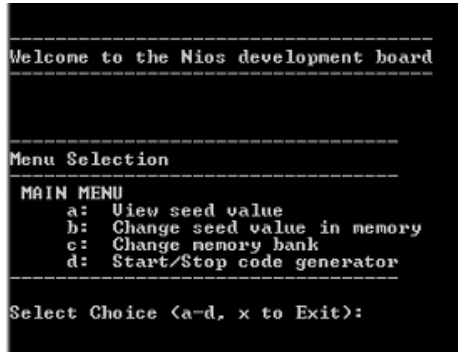 Welcome to the Nios development board
Menu Selection
MAIN MENU
a: View seed value
b: Change seed value in memory
c: Change memory bank
d: Start/Stop code generator
Select Choice (a-d, x to Exit):